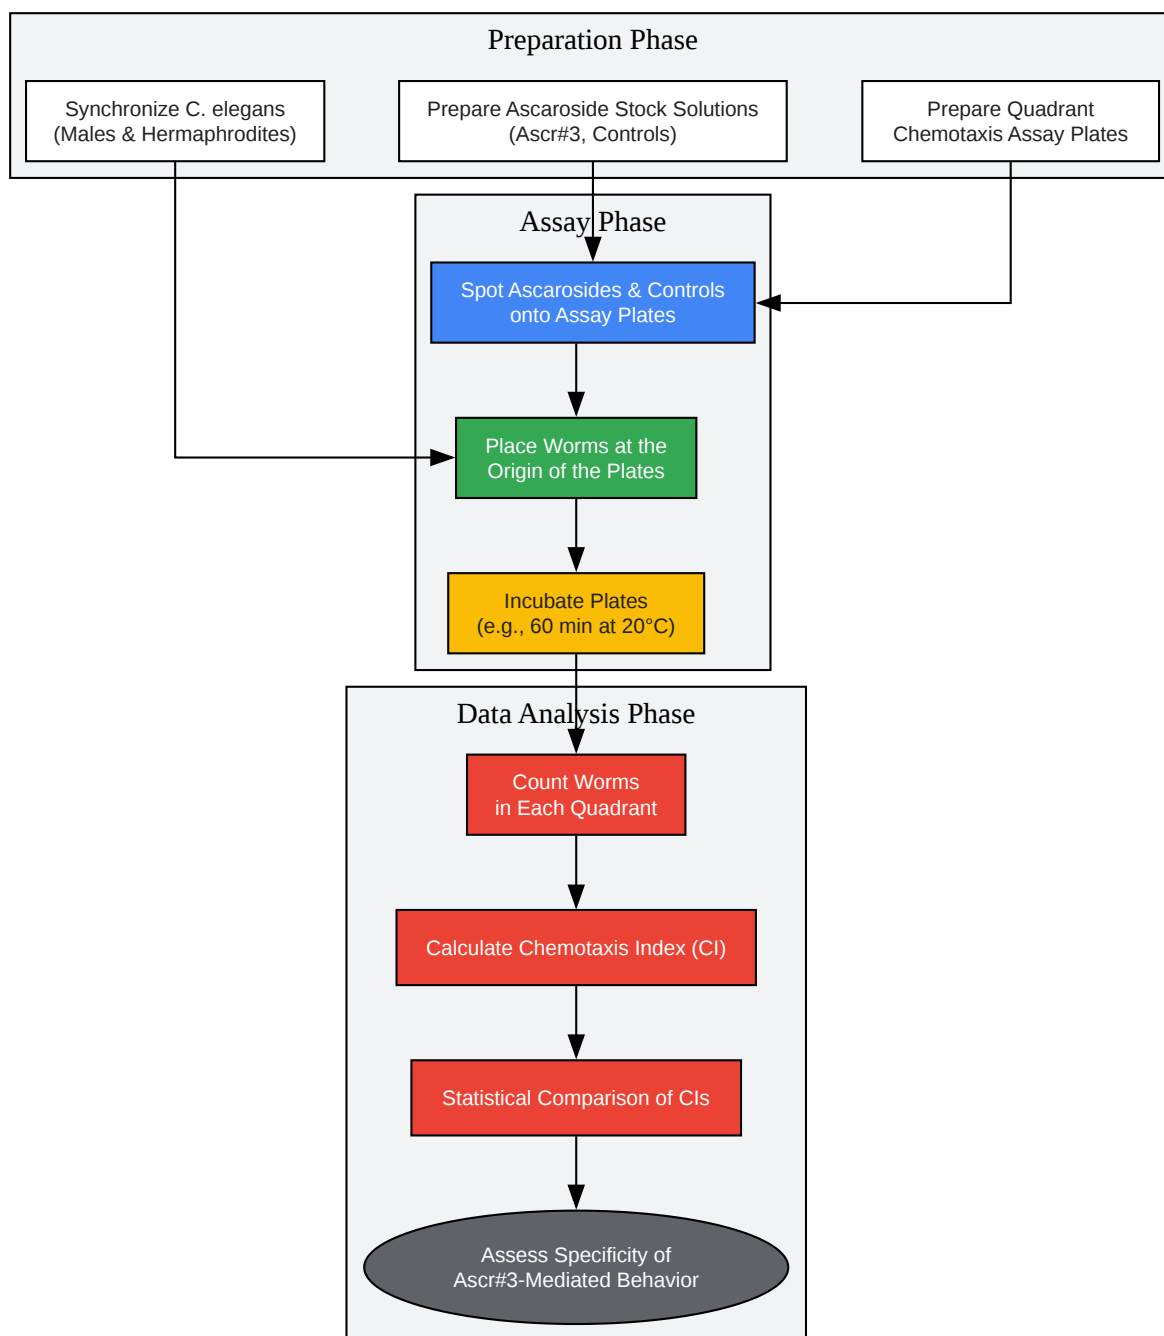 Preparation Phase
Synchronize C. elegans
(Males & Hermaphrodites)
Prepare Ascaroside Stock Solutions
(Ascr#3, Controls)
Prepare Quadrant
Chemotaxis Assay Plates
Assay Phase
Spot Ascarosides & Controls
onto Assay Plates
Place Worms at the
Origin of the Plates
Incubate Plates
(e.g., 60 min at 20°C)
Data Analysis Phase
Count Worms
in Each Quadrant
Calculate Chemotaxis Index (CI)
Statistical Comparison of CIs
Assess Specificity of
Ascr#3-Mediated Behavior